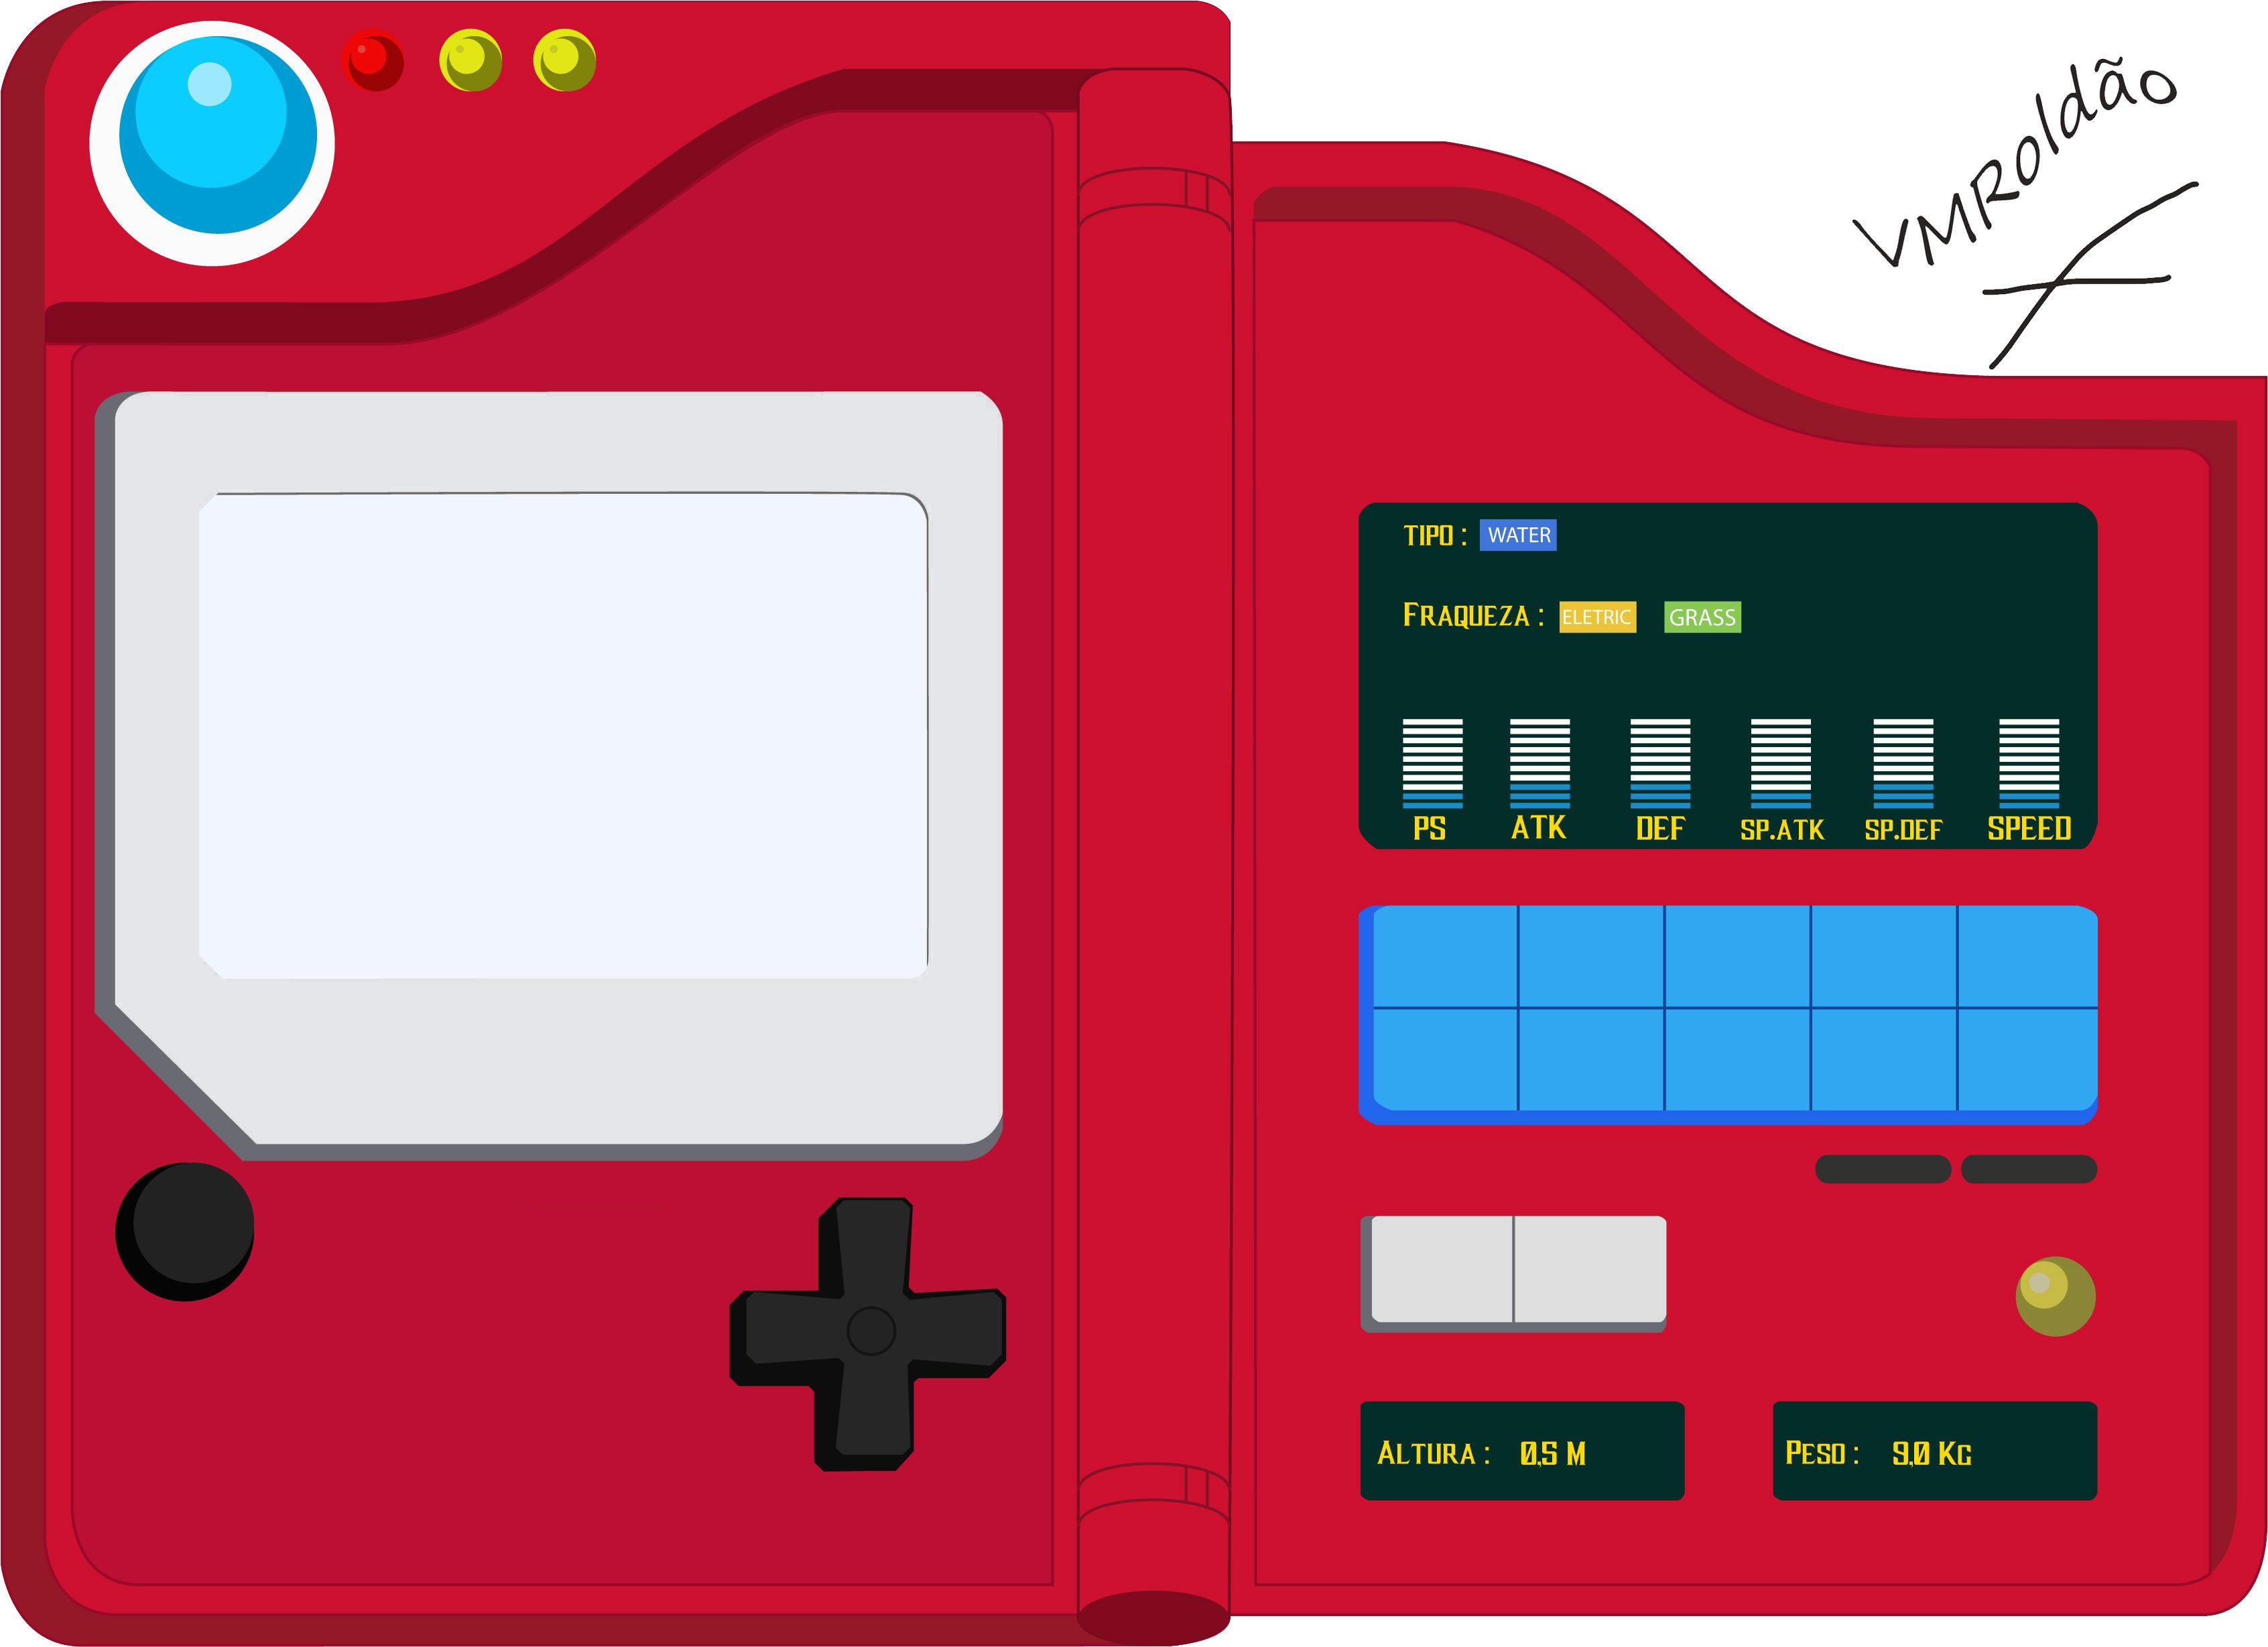 VMRoldão
TIPO : WATER
FRAQUEZA : ELETRIC GRASS
PS ATK DEF SP.ATK SP.DEF SPEED
ALTURA : 0,5 M
PESO : 9,0 KG